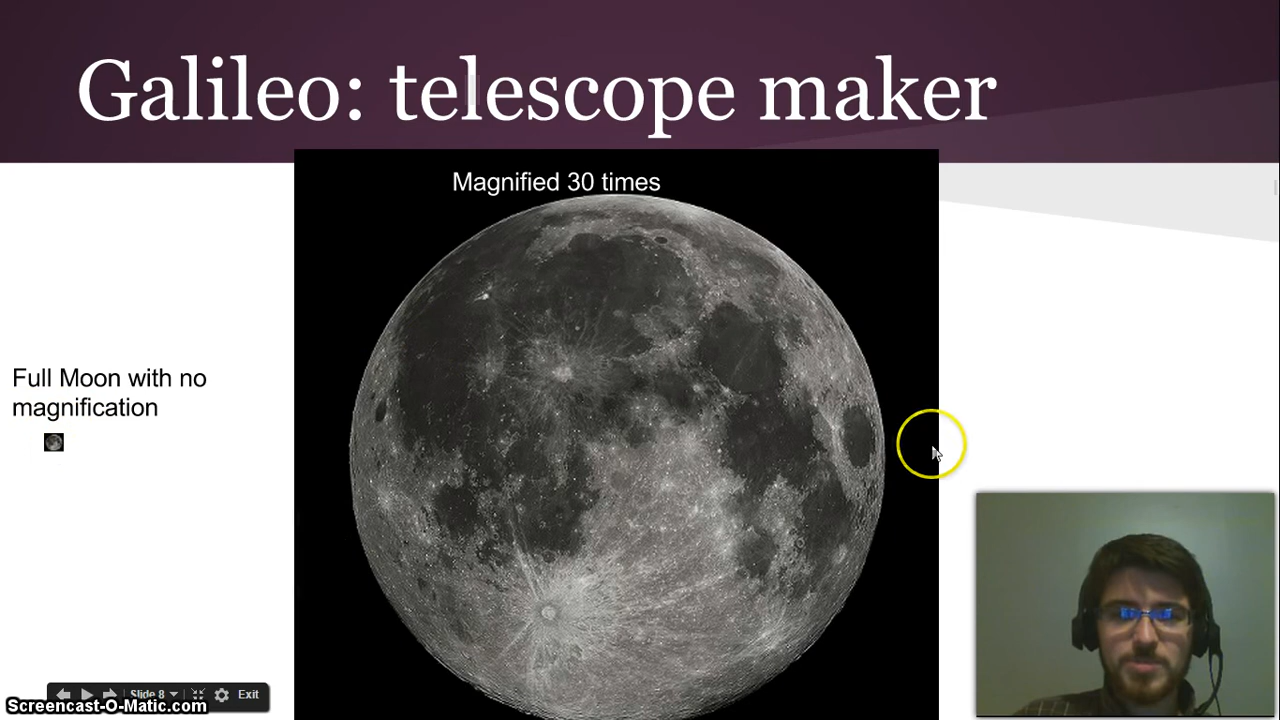 Galileo: telescope maker
Magnified 30 times
Full Moon with no
magnification
Slide 8
Exit
Screencast-O-Matic.com